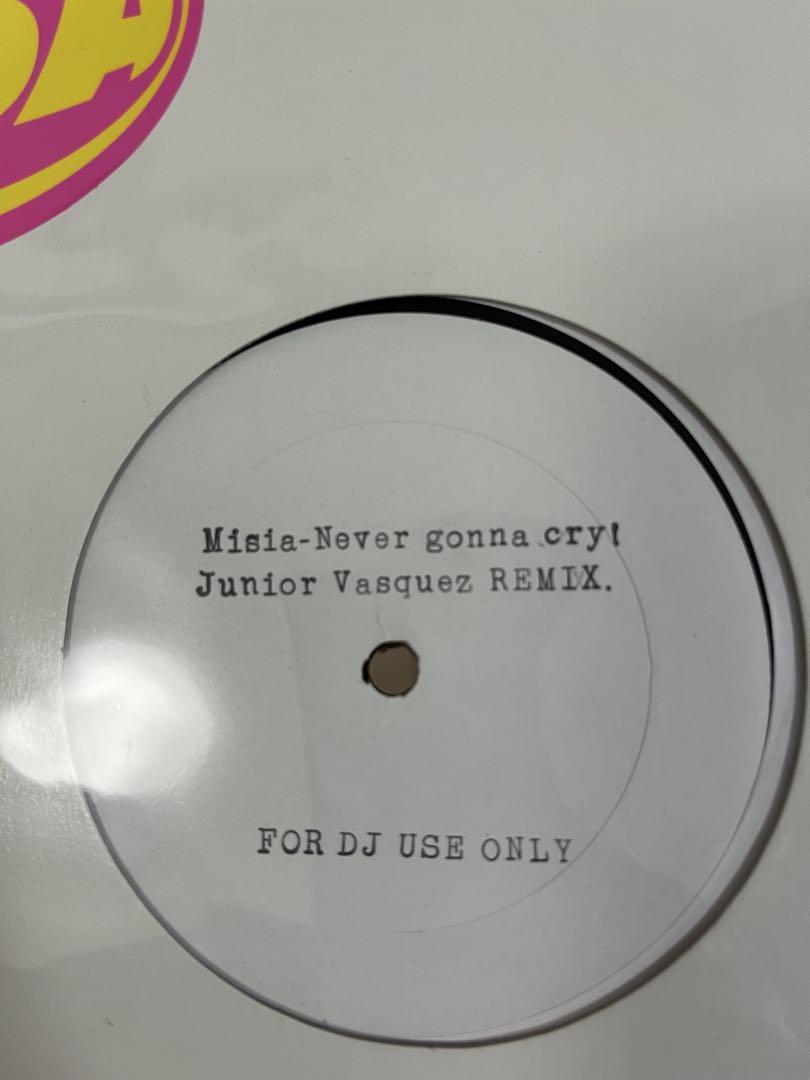 Misia-Never gonna cry!
Junior Vasquez REMIX.
FOR DJ USE ONLY